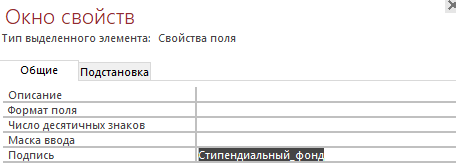 Окно свойств
Тип выделенного элемента: Свойства поля
Общие Подстановка
Описание
Формат поля
Число десятичных знаков
Маска ввода
Подпись Стипендиальный_фонд